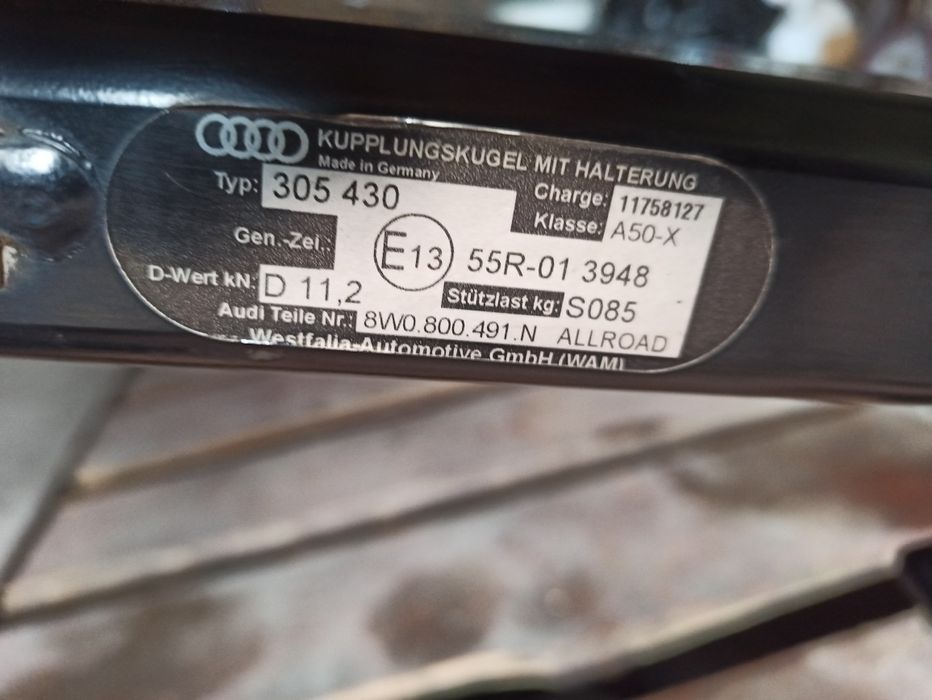 KUPPLUNGSKUGEL MIT HALTERUNG
Made in Germany
Typ: 305 430
Charge: 11758127
Klasse: A50-X
Gen.-Zei.: E13 55R-01 3948
D-Wert kN: D 11,2
Stützlast kg: S085
Audi Teile Nr.: 8W0.800.491.N ALLROAD
Westfalia-Automotive GmbH (WAM)